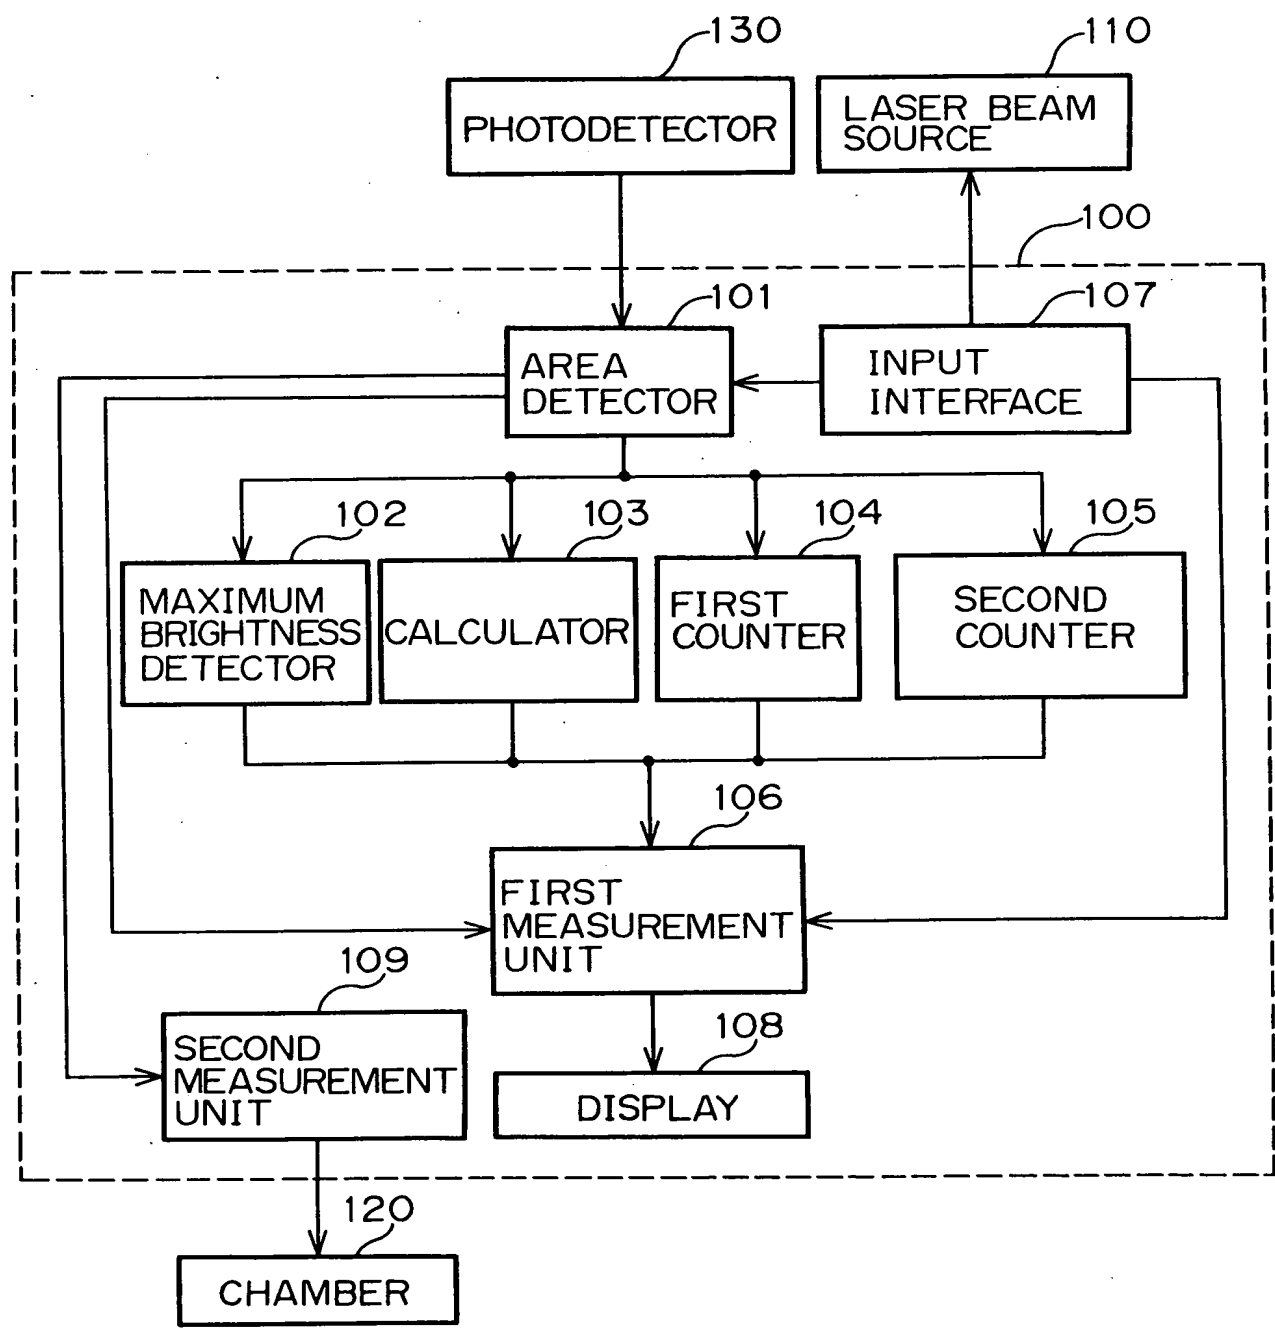 130
110
PHOTODETECTOR
LASER BEAM
SOURCE
100
101
107
AREA
DETECTOR
INPUT
INTERFACE
102
103
104
105
MAXIMUM
BRIGHTNESS
DETECTOR
CALCULATOR
FIRST
COUNTER
SECOND
COUNTER
106
FIRST
MEASUREMENT
UNIT
109
108
SECOND
MEASUREMENT
UNIT
DISPLAY
120
CHAMBER